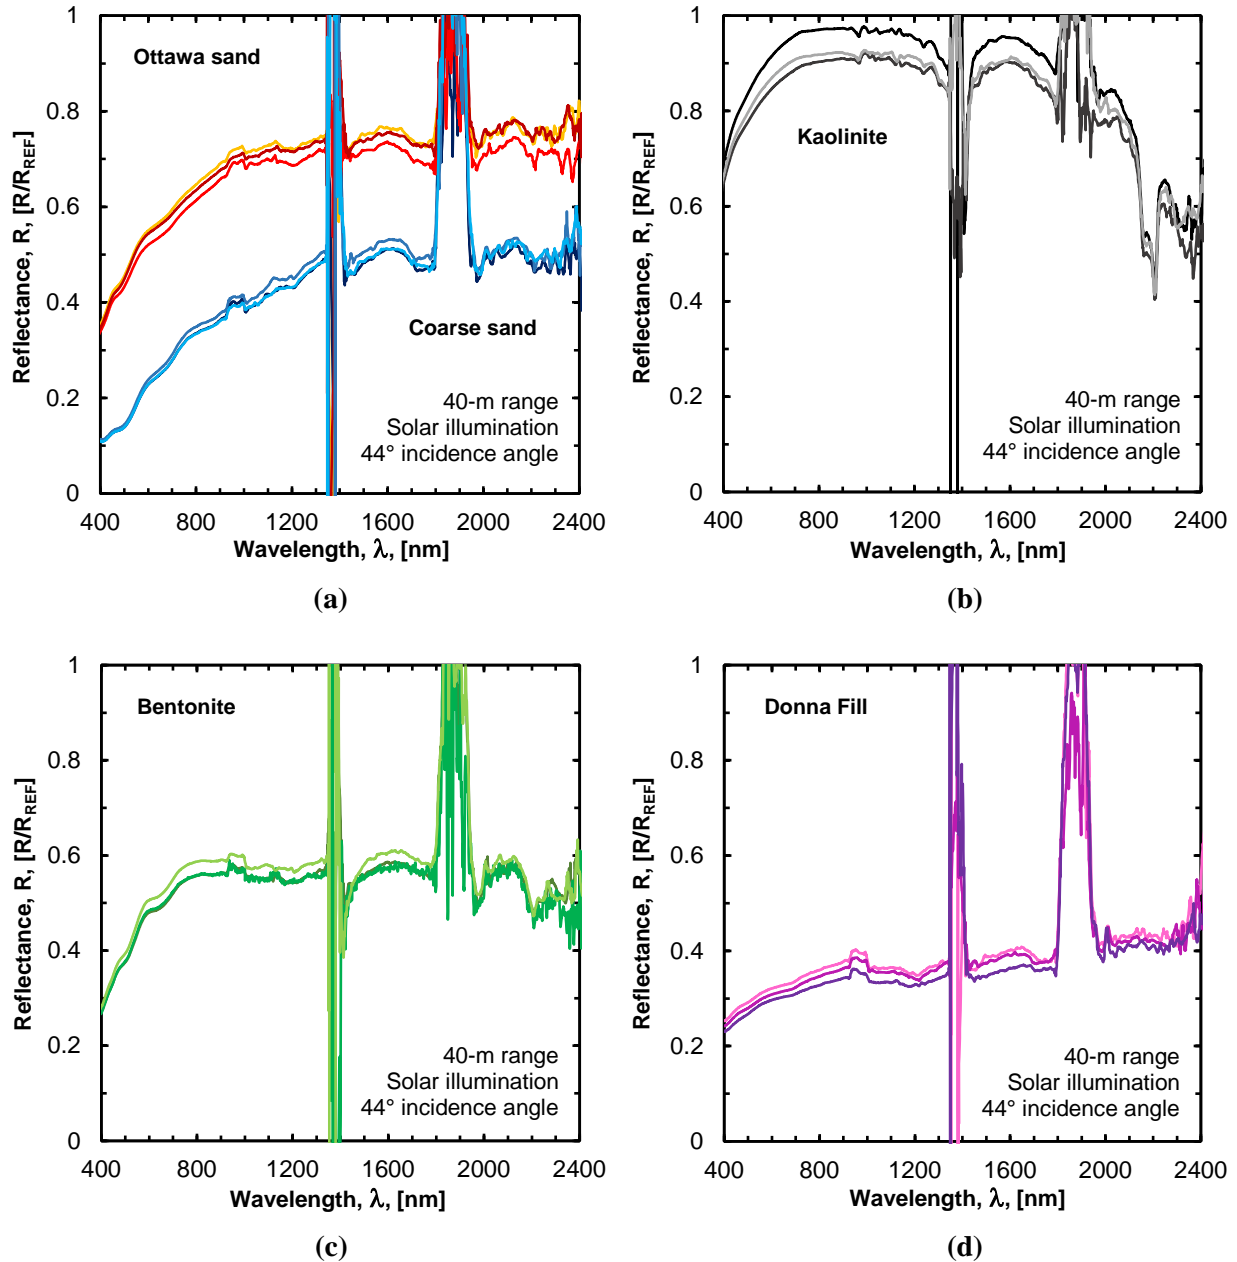 Ottawa sand
Coarse sand
40-m range
Solar illumination
44° incidence angle
Reflectance, R, [R/R_REF]
1
0.8
0.6
0.4
0.2
0
400 800 1200 1600 2000 2400
Wavelength, λ, [nm]
(a)
Kaolinite
40-m range
Solar illumination
44° incidence angle
Reflectance, R, [R/R_REF]
1
0.8
0.6
0.4
0.2
0
400 800 1200 1600 2000 2400
Wavelength, λ, [nm]
(b)
Bentonite
40-m range
Solar illumination
44° incidence angle
Reflectance, R, [R/R_REF]
1
0.8
0.6
0.4
0.2
0
400 800 1200 1600 2000 2400
Wavelength, λ, [nm]
(c)
Donna Fill
40-m range
Solar illumination
44° incidence angle
Reflectance, R, [R/R_REF]
1
0.8
0.6
0.4
0.2
0
400 800 1200 1600 2000 2400
Wavelength, λ, [nm]
(d)